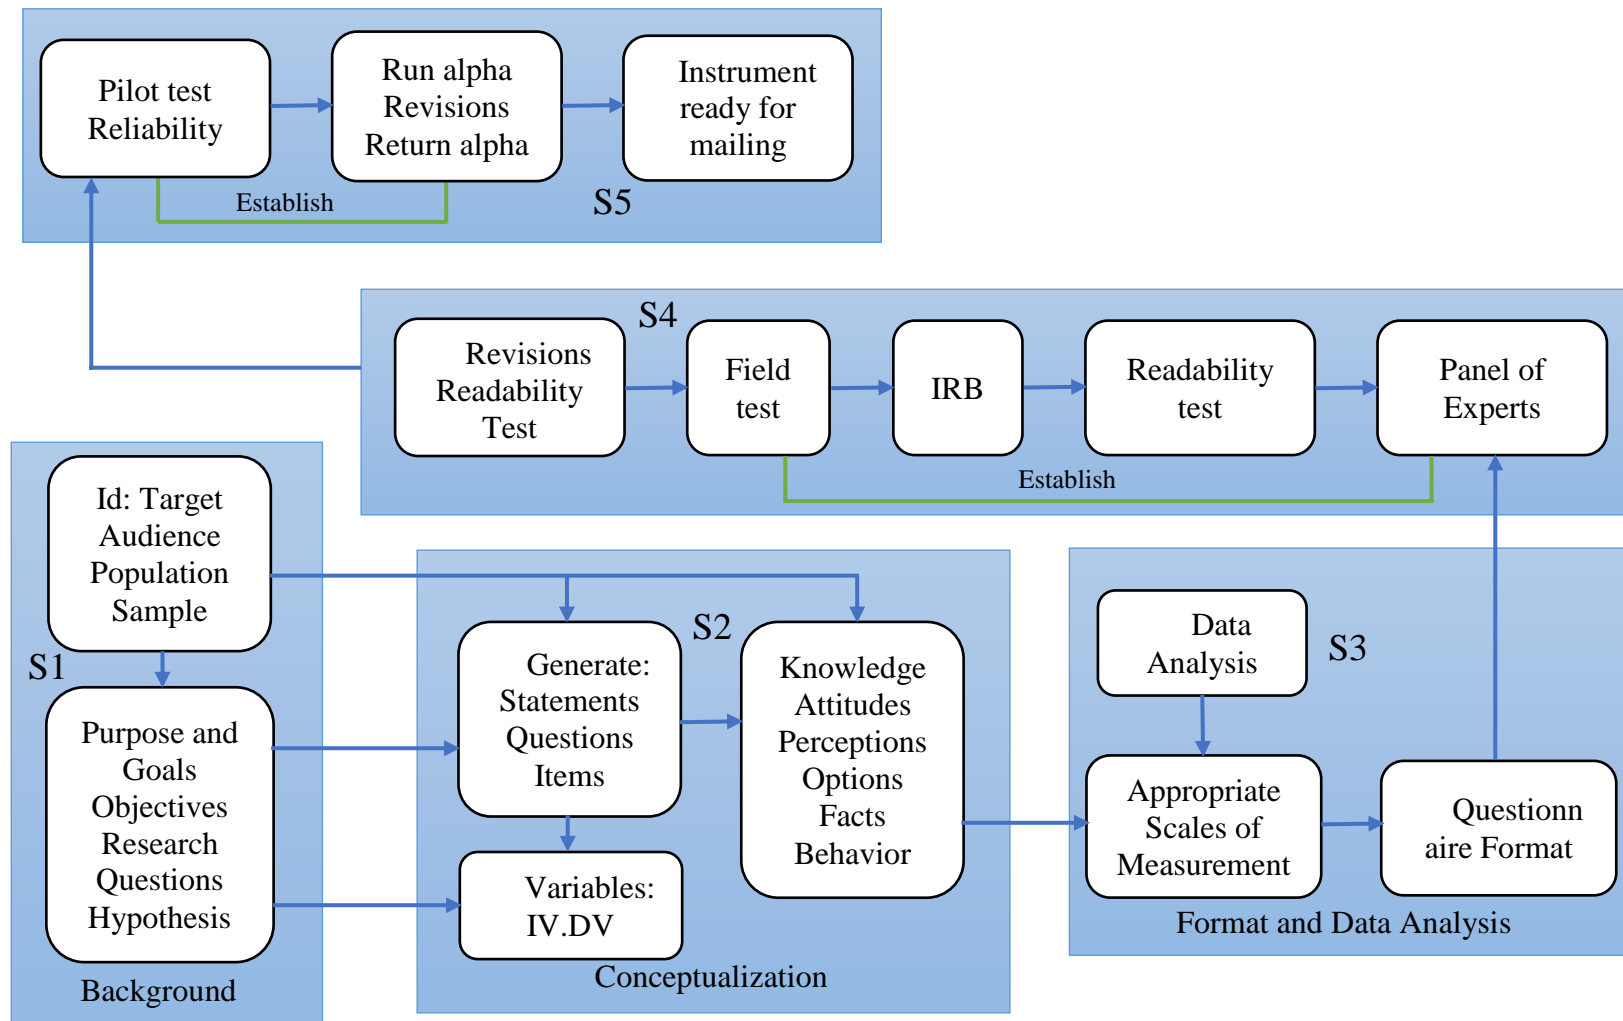 Pilot test
Reliability
Run alpha
Revisions
Return alpha
Instrument
ready for
mailing
Establish
S5
S4
Revisions
Readability
Test
Field
test
IRB
Readability
test
Panel of
Experts
Establish
Id: Target
Audience
Population
Sample
S1
Purpose and
Goals
Objectives
Research
Questions
Hypothesis
Background
S2
Generate:
Statements
Questions
Items
Knowledge
Attitudes
Perceptions
Options
Facts
Behavior
Variables:
IV.DV
Conceptualization
Data
Analysis
S3
Appropriate
Scales of
Measurement
Questionn
aire Format
Format and Data Analysis